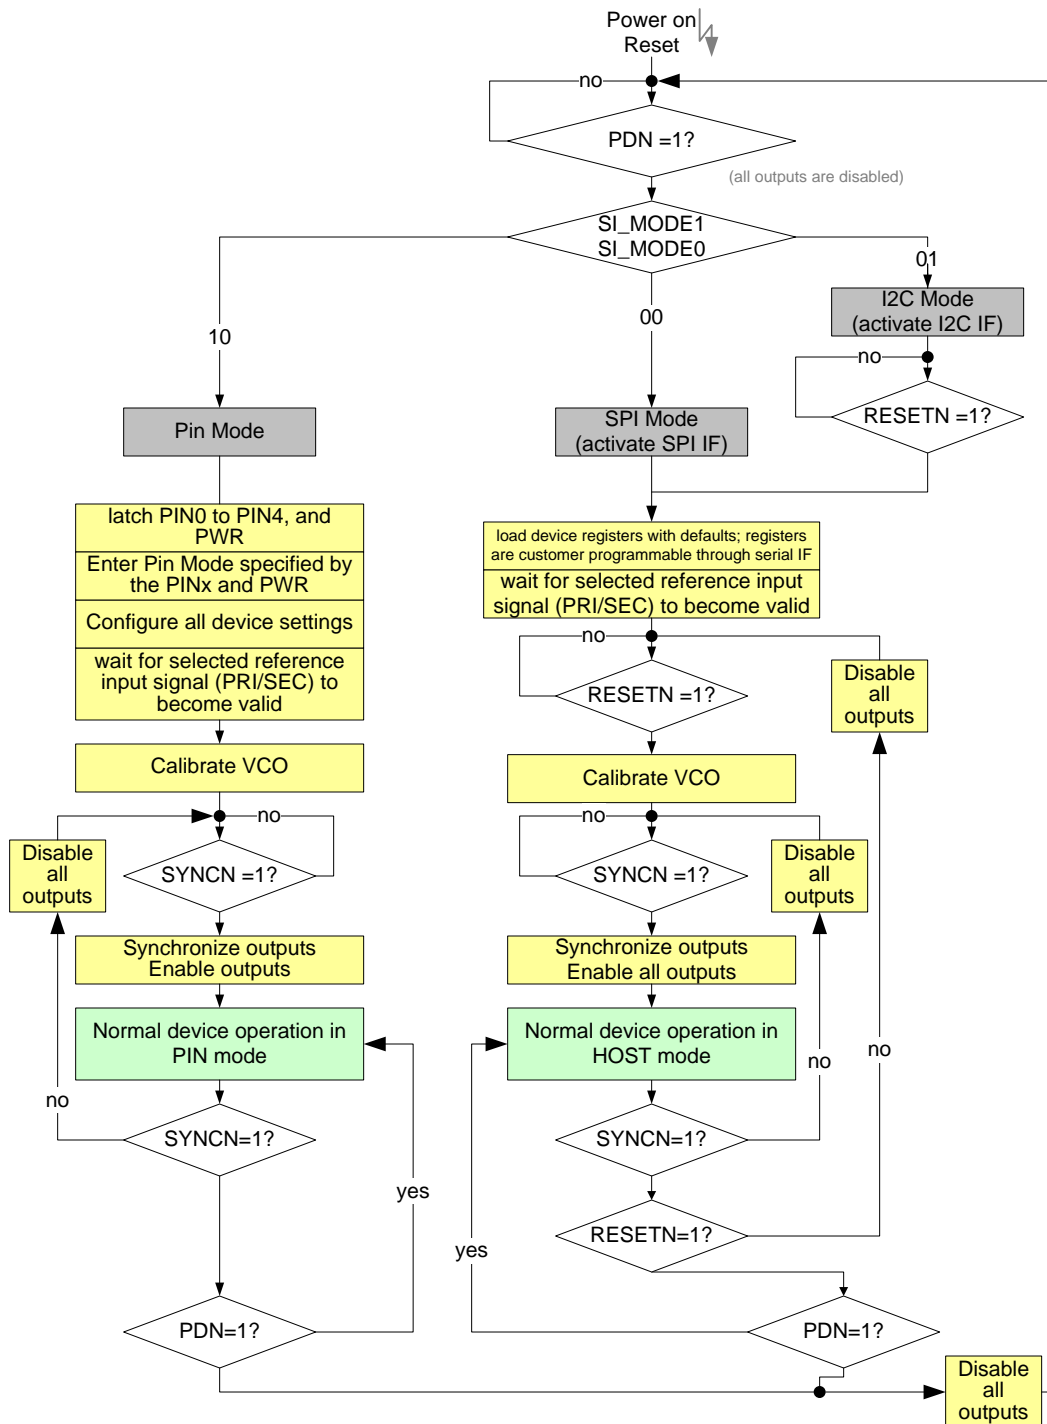 Power on
Reset
no
PDN =1?
(all outputs are disabled)
SI_MODE1
SI_MODE0
01
I2C Mode
(activate I2C IF)
00
10
no
RESETN =1?
Pin Mode
SPI Mode
(activate SPI IF)
latch PIN0 to PIN4, and
PWR
Enter Pin Mode specified by
the PINx and PWR
Configure all device settings
wait for selected reference
input signal (PRI/SEC) to
become valid
load device registers with defaults; registers
are customer programmable through serial IF
wait for selected reference input
signal (PRI/SEC) to become valid
no
RESETN =1?
Disable
all
outputs
Calibrate VCO
Calibrate VCO
no
no
Disable
all
outputs
SYNCN =1?
SYNCN =1?
Disable
all
outputs
Synchronize outputs
Enable outputs
Synchronize outputs
Enable all outputs
Normal device operation in
PIN mode
Normal device operation in
HOST mode
no
no
no
SYNCN=1?
SYNCN=1?
yes
RESETN=1?
yes
PDN=1?
PDN=1?
Disable
all
outputs